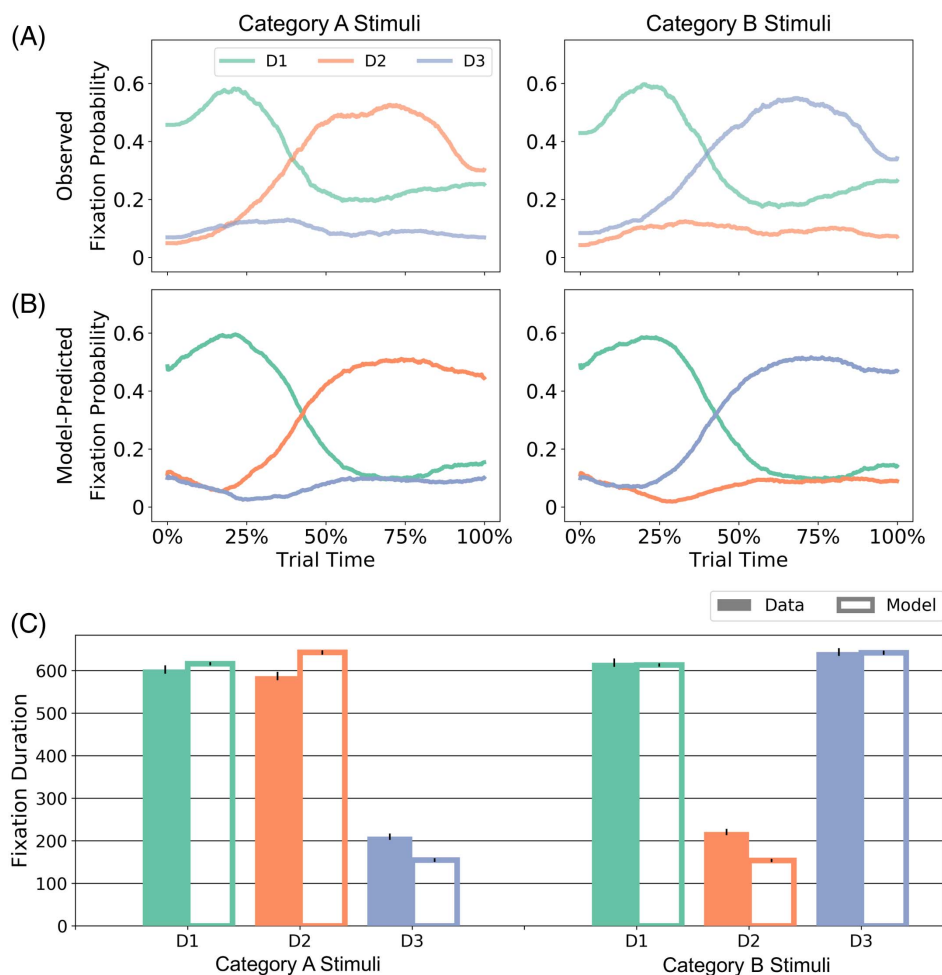 Category A Stimuli
Category B Stimuli
(A)
D1 D2 D3
Observed
Fixation Probability
0.6
0.4
0.2
0
0.6
0.4
0.2
0
(B)
Model-Predicted
Fixation Probability
0.6
0.4
0.2
0
0.6
0.4
0.2
0
0% 25% 50% 75% 100%
Trial Time
0% 25% 50% 75% 100%
Trial Time
(C)
Data Model
Fixation Duration
600
500
400
300
200
100
0
D1 D2 D3
Category A Stimuli
D1 D2 D3
Category B Stimuli